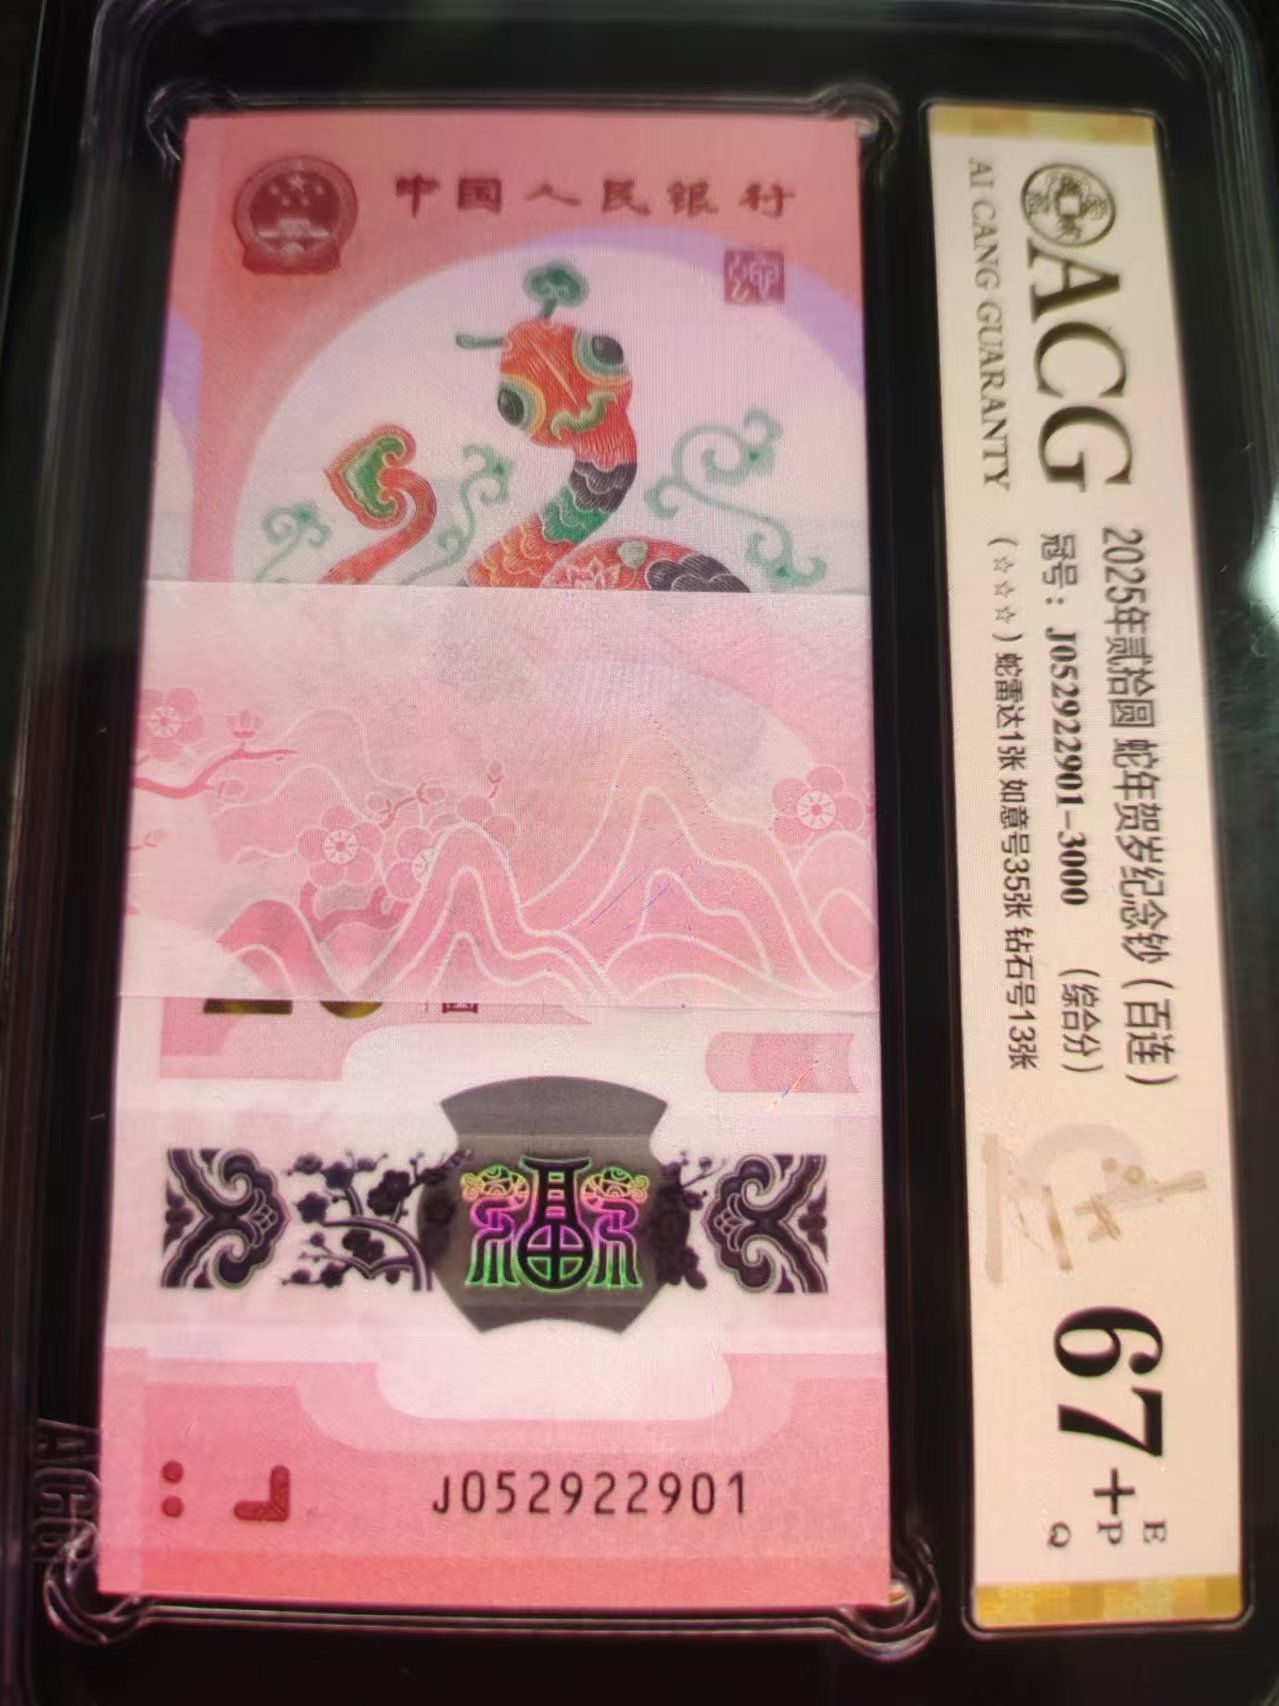 中国人民银行
J052922901
ACG
AI CANG GUARANTY
2025年贰拾圆 蛇年贺岁纪念钞（百连）
冠号：J052922901-3000 （综合分）
（☆☆☆）蛇雷达1张 如意号35张 钻石号13张
67+
E
P
Q
ACG